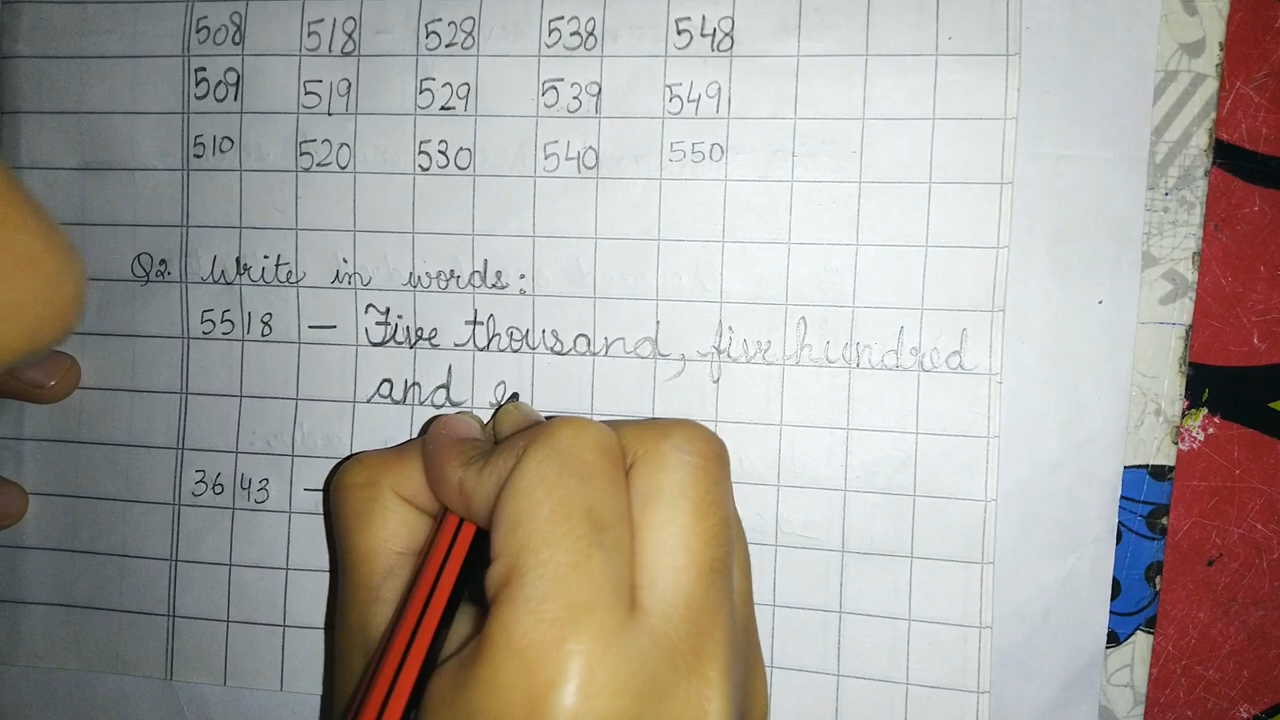 508 518 528 538 548
509 519 529 539 549
510 520 530 540 550
Q2. Write in words:
5518 - Five thousand, five hundred
and
3643 -